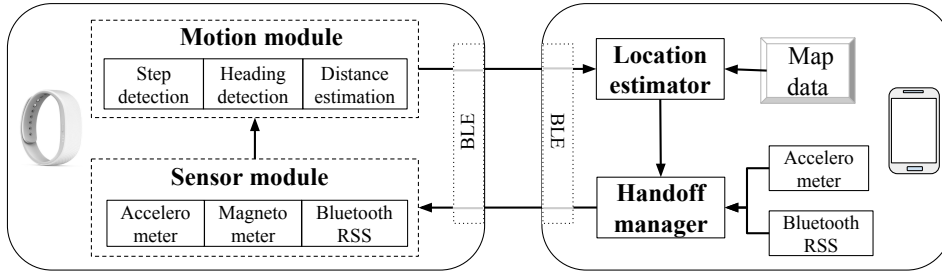 Motion module
Step
detection
Heading
detection
Distance
estimation
Sensor module
Accelero
meter
Magneto
meter
Bluetooth
RSS
BLE
BLE
Location
estimator
Map
data
Handoff
manager
Accelero
meter
Bluetooth
RSS